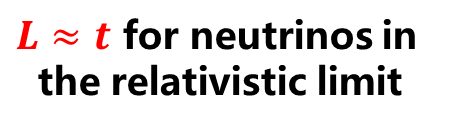 L ≈ t for neutrinos in
the relativistic limit